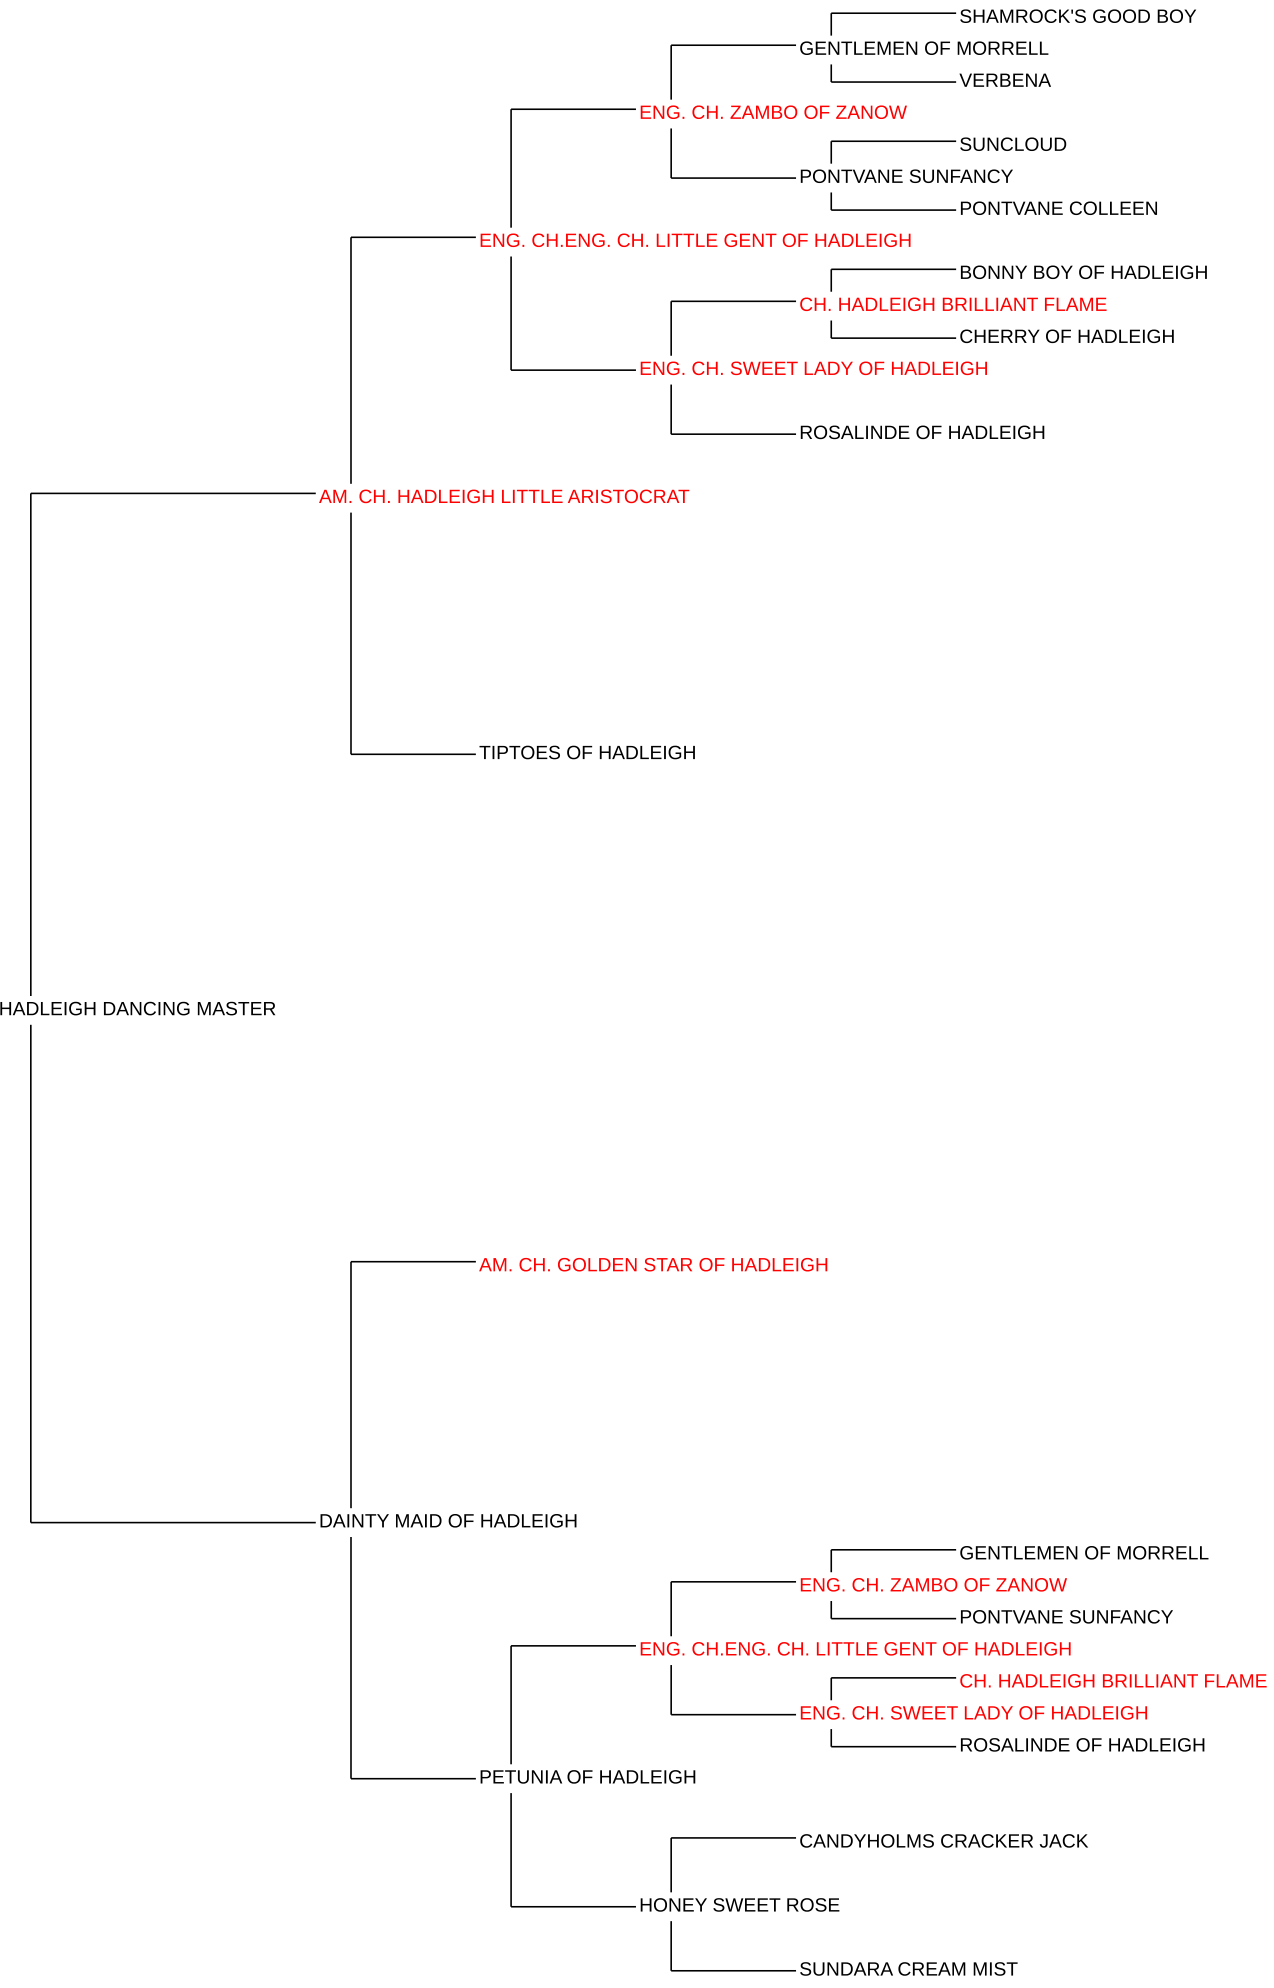 SHAMROCK'S GOOD BOY
GENTLEMEN OF MORRELL
VERBENA
ENG. CH. ZAMBO OF ZANOW
SUNCLOUD
PONTVANE SUNFANCY
PONTVANE COLLEEN
ENG. CH.ENG. CH. LITTLE GENT OF HADLEIGH
BONNY BOY OF HADLEIGH
CH. HADLEIGH BRILLIANT FLAME
CHERRY OF HADLEIGH
ENG. CH. SWEET LADY OF HADLEIGH
ROSALINDE OF HADLEIGH
AM. CH. HADLEIGH LITTLE ARISTOCRAT
TIPTOES OF HADLEIGH
HADLEIGH DANCING MASTER
AM. CH. GOLDEN STAR OF HADLEIGH
DAINTY MAID OF HADLEIGH
GENTLEMEN OF MORRELL
ENG. CH. ZAMBO OF ZANOW
PONTVANE SUNFANCY
ENG. CH.ENG. CH. LITTLE GENT OF HADLEIGH
CH. HADLEIGH BRILLIANT FLAME
ENG. CH. SWEET LADY OF HADLEIGH
ROSALINDE OF HADLEIGH
PETUNIA OF HADLEIGH
CANDYHOLMS CRACKER JACK
HONEY SWEET ROSE
SUNDARA CREAM MIST